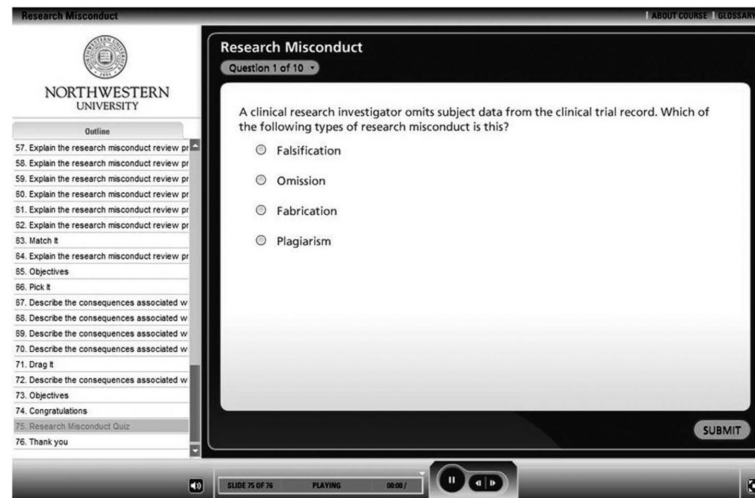 Research Misconduct
ABOUT COURSE | GLOSSARY
NORTHWESTERN
UNIVERSITY
Outline
57. Explain the research misconduct review pr
58. Explain the research misconduct review pr
59. Explain the research misconduct review pr
60. Explain the research misconduct review pr
61. Explain the research misconduct review pr
62. Explain the research misconduct review pr
63. Match It
64. Explain the research misconduct review pr
65. Objectives
66. Pick It
67. Describe the consequences associated w
68. Describe the consequences associated w
69. Describe the consequences associated w
70. Describe the consequences associated w
71. Drag It
72. Describe the consequences associated w
73. Objectives
74. Congratulations
75. Research Misconduct Quiz
76. Thank you
Research Misconduct
Question 1 of 10
A clinical research investigator omits subject data from the clinical trial record. Which of
the following types of research misconduct is this?
Falsification
Omission
Fabrication
Plagiarism
SUBMIT
SLIDE 75 OF 76 PLAYING 00:00 /